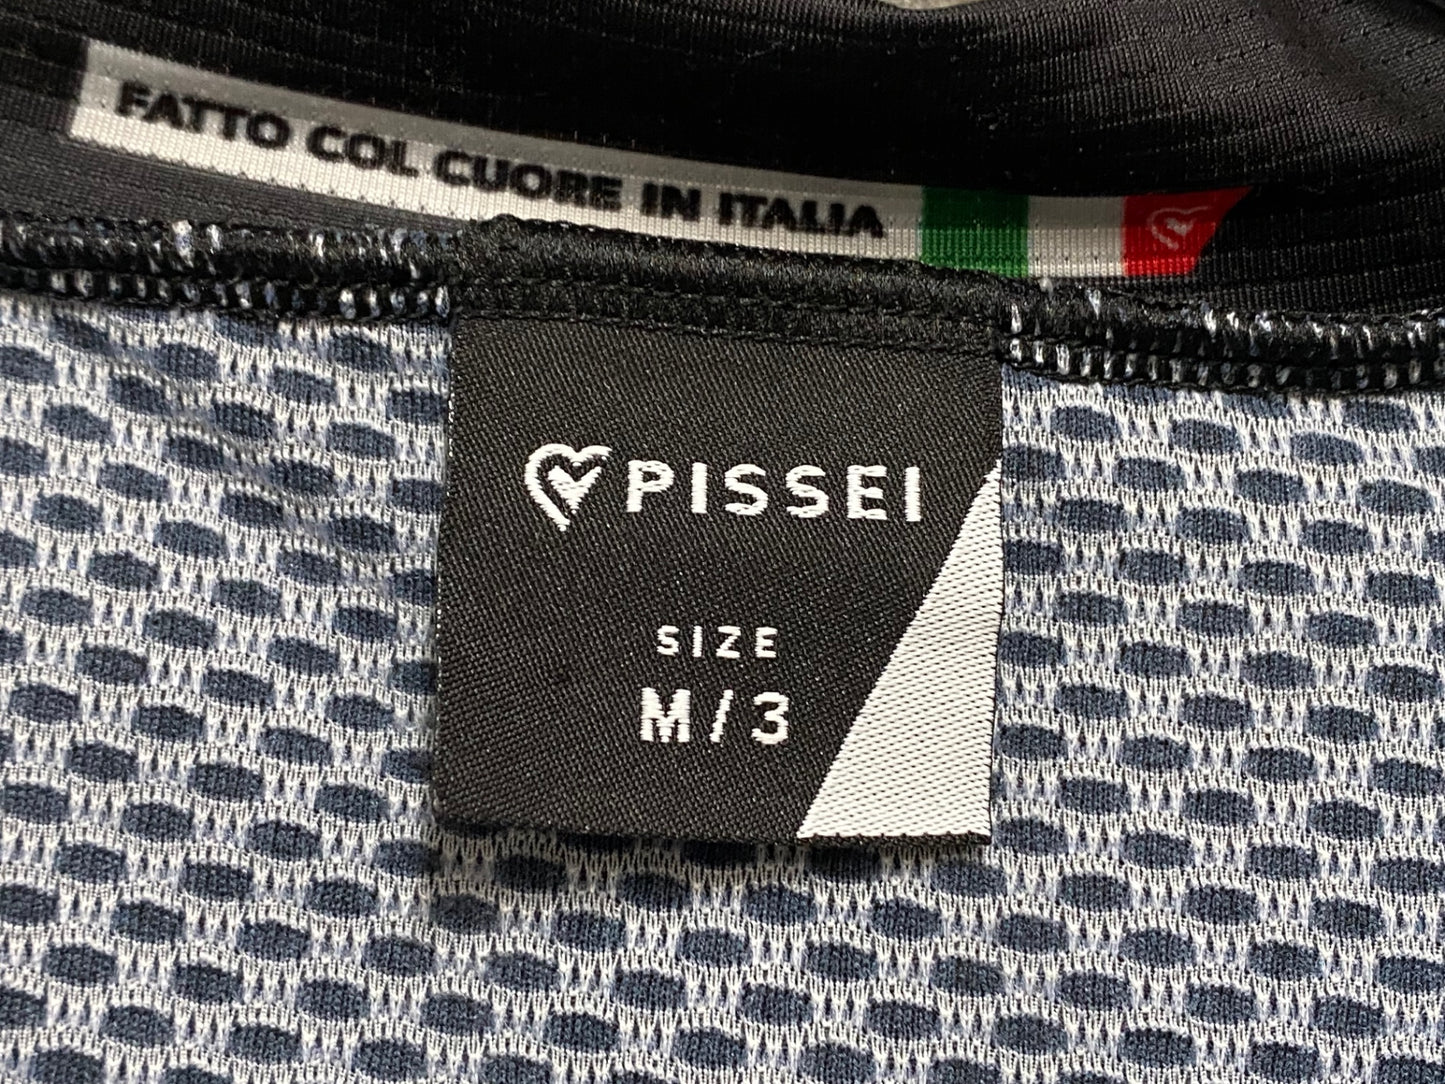 FATTO COL CUORE IN ITALIA
PISSEI
SIZE
M/3